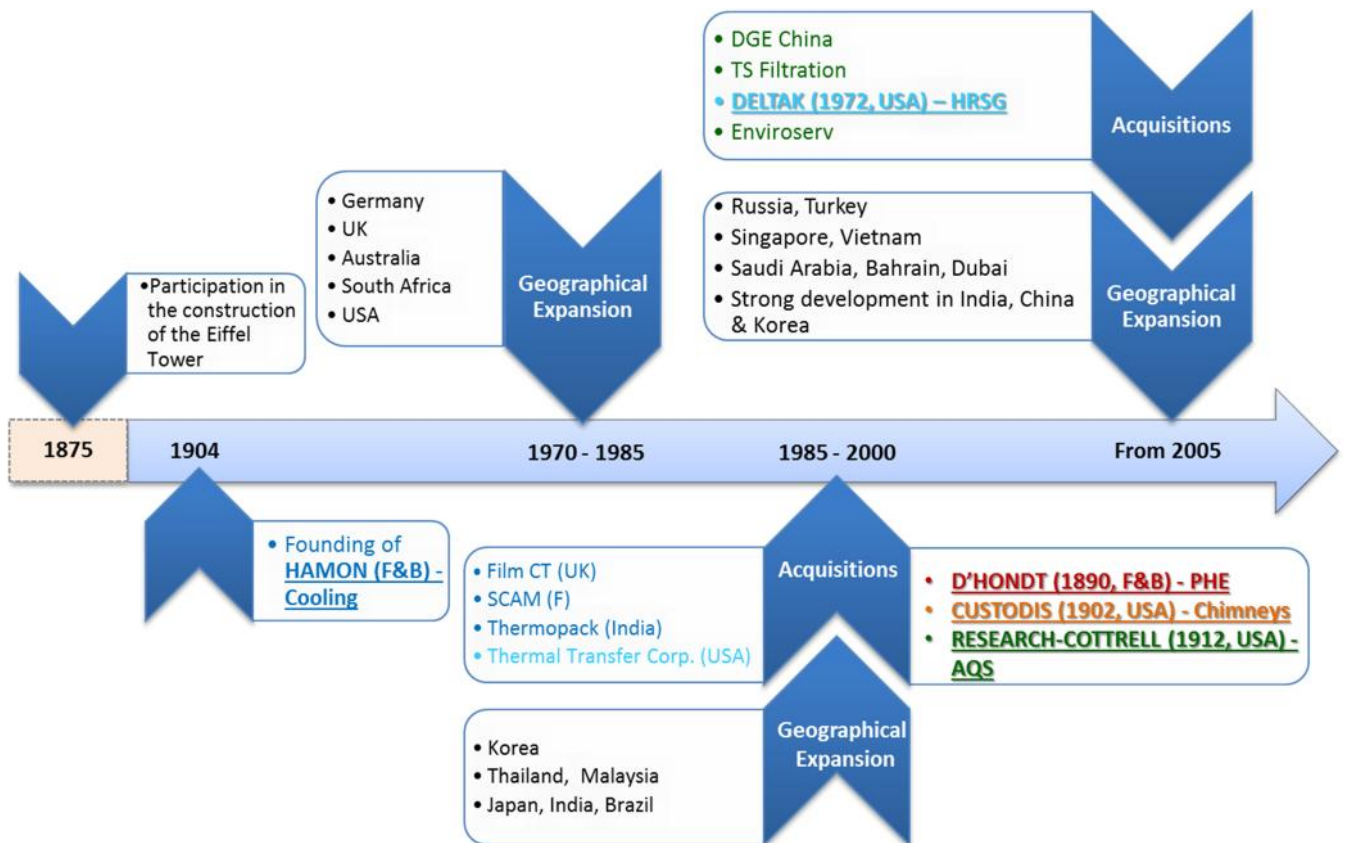 • DGE China
• TS Filtration
• DELTAK (1972, USA) – HRSG
• Enviroserv
Acquisitions
• Russia, Turkey
• Singapore, Vietnam
• Saudi Arabia, Bahrain, Dubai
• Strong development in India, China
& Korea
Geographical
Expansion
• Germany
• UK
• Australia
• South Africa
• USA
Geographical
Expansion
•Participation in
the construction
of the Eiffel
Tower
1875
1904
1970 - 1985
1985 - 2000
From 2005
• Founding of
HAMON (F&B) -
Cooling
• Film CT (UK)
• SCAM (F)
• Thermopack (India)
• Thermal Transfer Corp. (USA)
Acquisitions
• D’HONDT (1890, F&B) - PHE
• CUSTODIS (1902, USA) - Chimneys
• RESEARCH-COTTRELL (1912, USA) -
AQS
• Korea
• Thailand, Malaysia
• Japan, India, Brazil
Geographical
Expansion